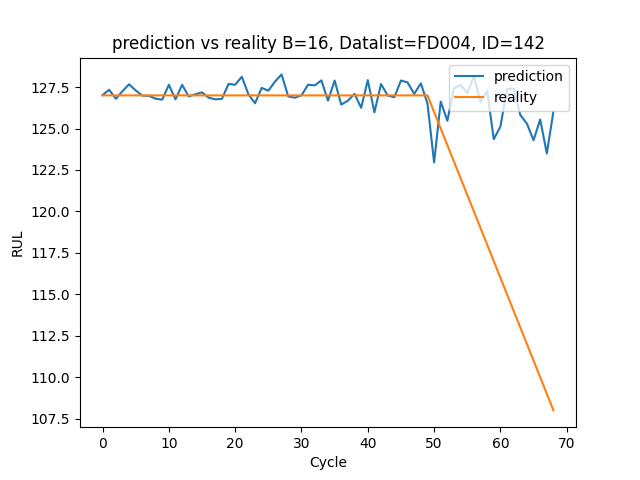 prediction vs reality B=16, Datalist=FD004, ID=142
prediction
reality
127.5
125.0
122.5
120.0
117.5
115.0
112.5
110.0
107.5
RUL
0 10 20 30 40 50 60 70
Cycle